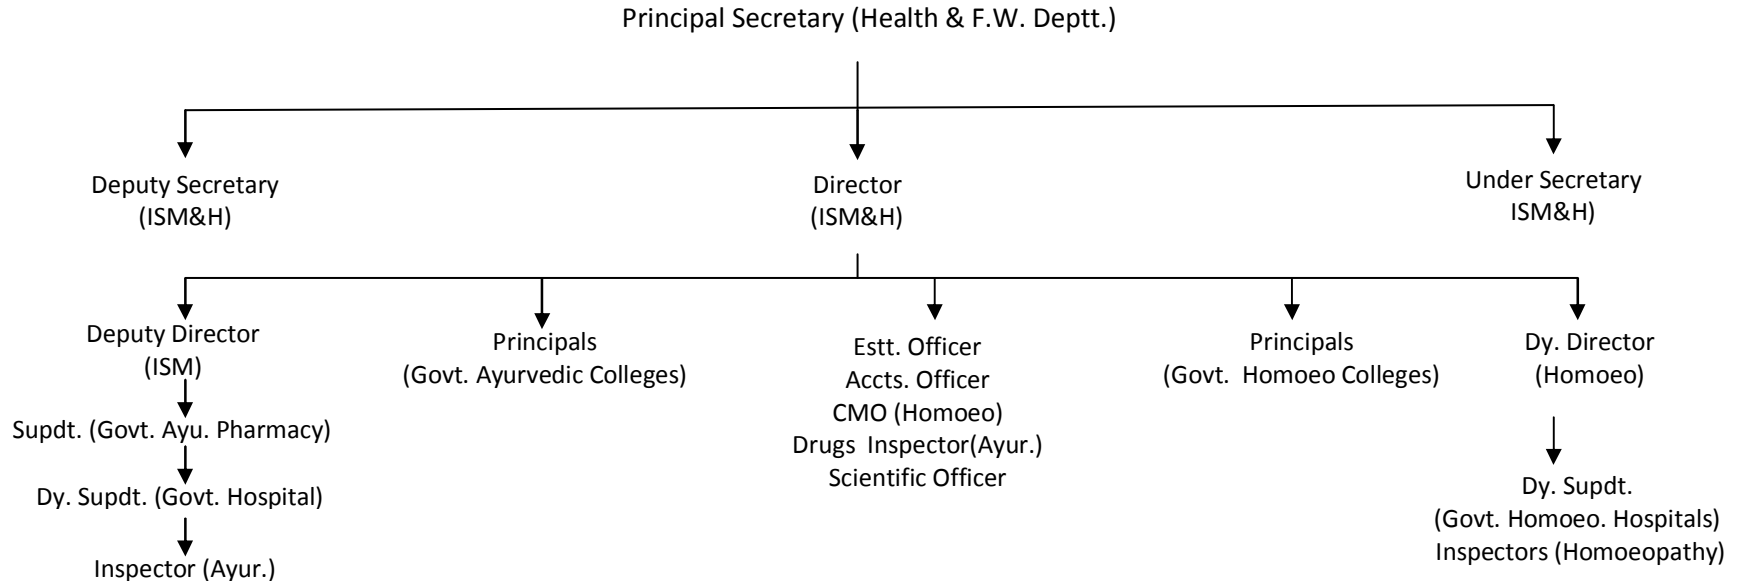 Principal Secretary (Health & F.W. Deptt.)
Deputy Secretary
(ISM&H)
Director
(ISM&H)
Under Secretary
ISM&H)
Deputy Director
(ISM)
Supdt. (Govt. Ayu. Pharmacy)
Dy. Supdt. (Govt. Hospital)
Inspector (Ayur.)
Principals
(Govt. Ayurvedic Colleges)
Estt. Officer
Accts. Officer
CMO (Homoeo)
Drugs Inspector(Ayur.)
Scientific Officer
Principals
(Govt. Homoeo Colleges)
Dy. Director
(Homoeo)
Dy. Supdt.
(Govt. Homoeo. Hospitals)
Inspectors (Homoeopathy)